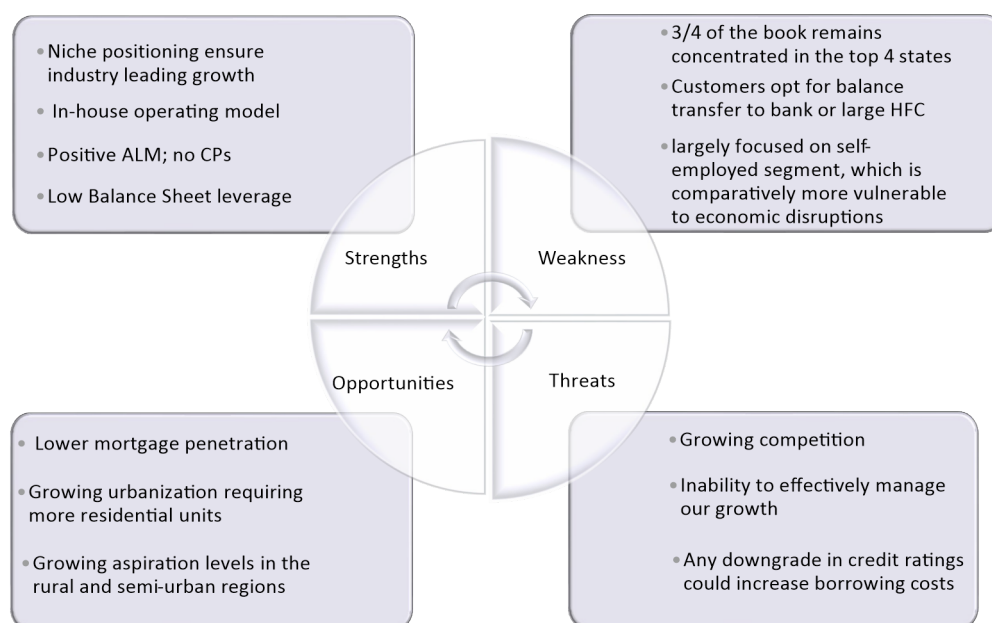 • Niche positioning ensure
industry leading growth
• In-house operating model
• Positive ALM; no CPs
• Low Balance Sheet leverage
• 3/4 of the book remains
concentrated in the top 4 states
• Customers opt for balance
transfer to bank or large HFC
• largely focused on self-
employed segment, which is
comparatively more vulnerable
to economic disruptions
Strengths
Weakness
Opportunities
Threats
• Lower mortgage penetration
• Growing urbanization requiring
more residential units
• Growing aspiration levels in the
rural and semi-urban regions
• Growing competition
• Inability to effectively manage
our growth
• Any downgrade in credit ratings
could increase borrowing costs